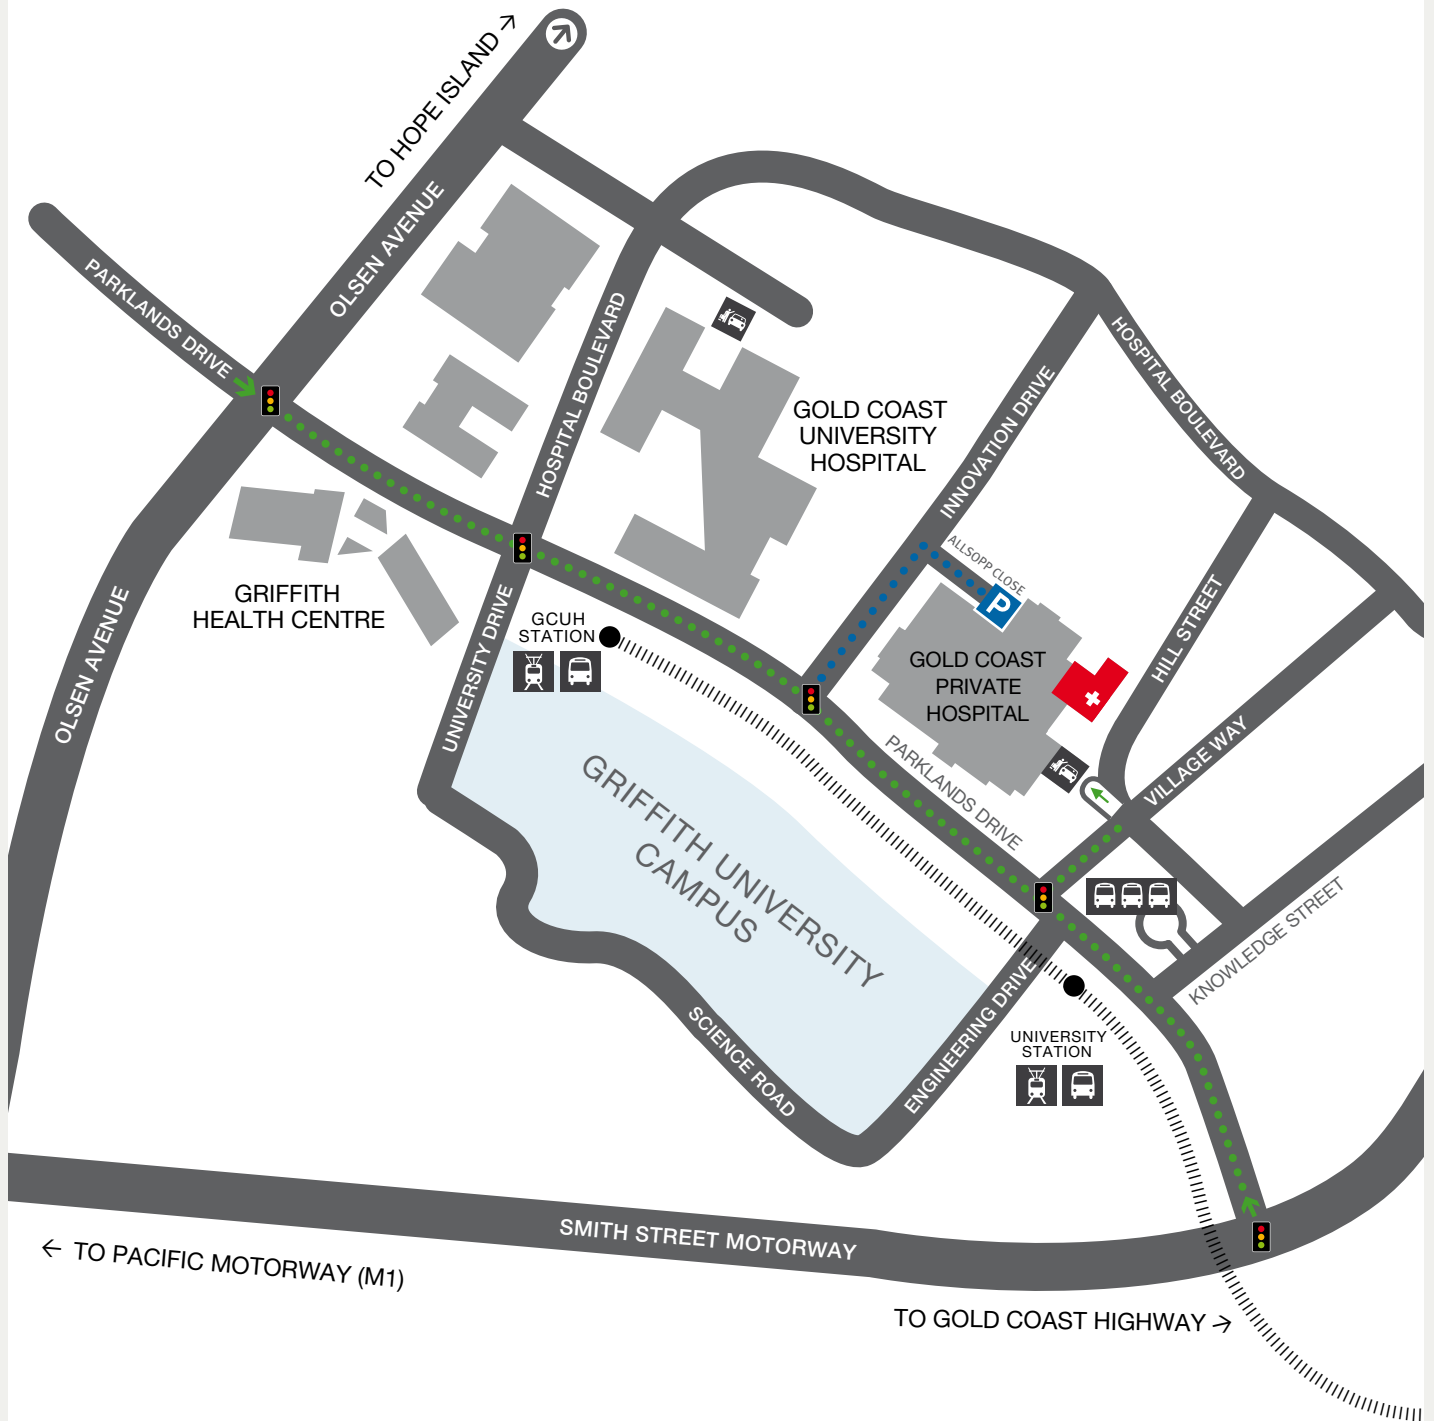 TO HOPE ISLAND →
OLSEN AVENUE
PARKLANDS DRIVE
HOSPITAL BOULEVARD
GOLD COAST
UNIVERSITY
HOSPITAL
INNOVATION DRIVE
HOSPITAL BOULEVARD
ALLSOPP CLOSE
P
GRIFFITH
HEALTH CENTRE
OLSEN AVENUE
UNIVERSITY DRIVE
GCUH
STATION
GOLD COAST
PRIVATE
HOSPITAL
HILL STREET
VILLAGE WAY
PARKLANDS DRIVE
GRIFFITH UNIVERSITY
CAMPUS
KNOWLEDGE STREET
SCIENCE ROAD
ENGINEERING DRIVE
UNIVERSITY
STATION
SMITH STREET MOTORWAY
← TO PACIFIC MOTORWAY (M1)
TO GOLD COAST HIGHWAY →